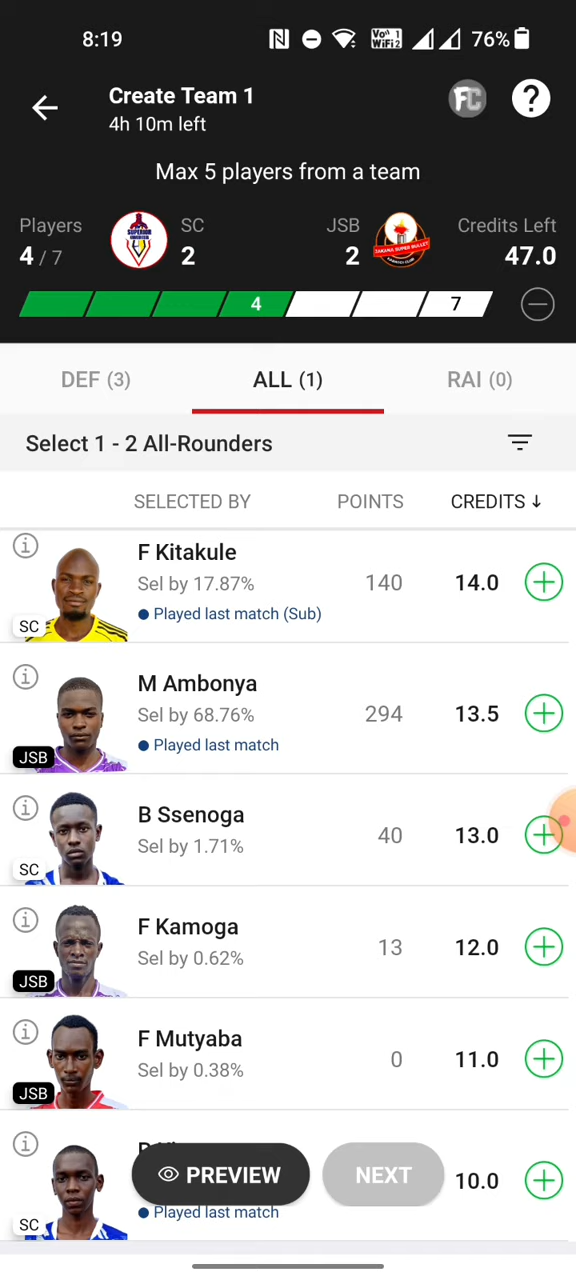 8:19
Vo)) 1
WiFi 2
76%
Create Team 1
FC
?
4h 10m left
Max 5 players from a team
Players
SC
JSB
Credits Left
4 / 7
2
2
47.0
4
7
DEF (3)
ALL (1)
RAI (0)
Select 1 - 2 All-Rounders
SELECTED BY
POINTS
CREDITS ↓
F Kitakule
Sel by 17.87%
140
14.0
Played last match (Sub)
SC
M Ambonya
Sel by 68.76%
294
13.5
Played last match
JSB
B Ssenoga
Sel by 1.71%
40
13.0
SC
F Kamoga
Sel by 0.62%
13
12.0
JSB
F Mutyaba
Sel by 0.38%
0
11.0
JSB
PREVIEW
NEXT
10.0
Played last match
SC